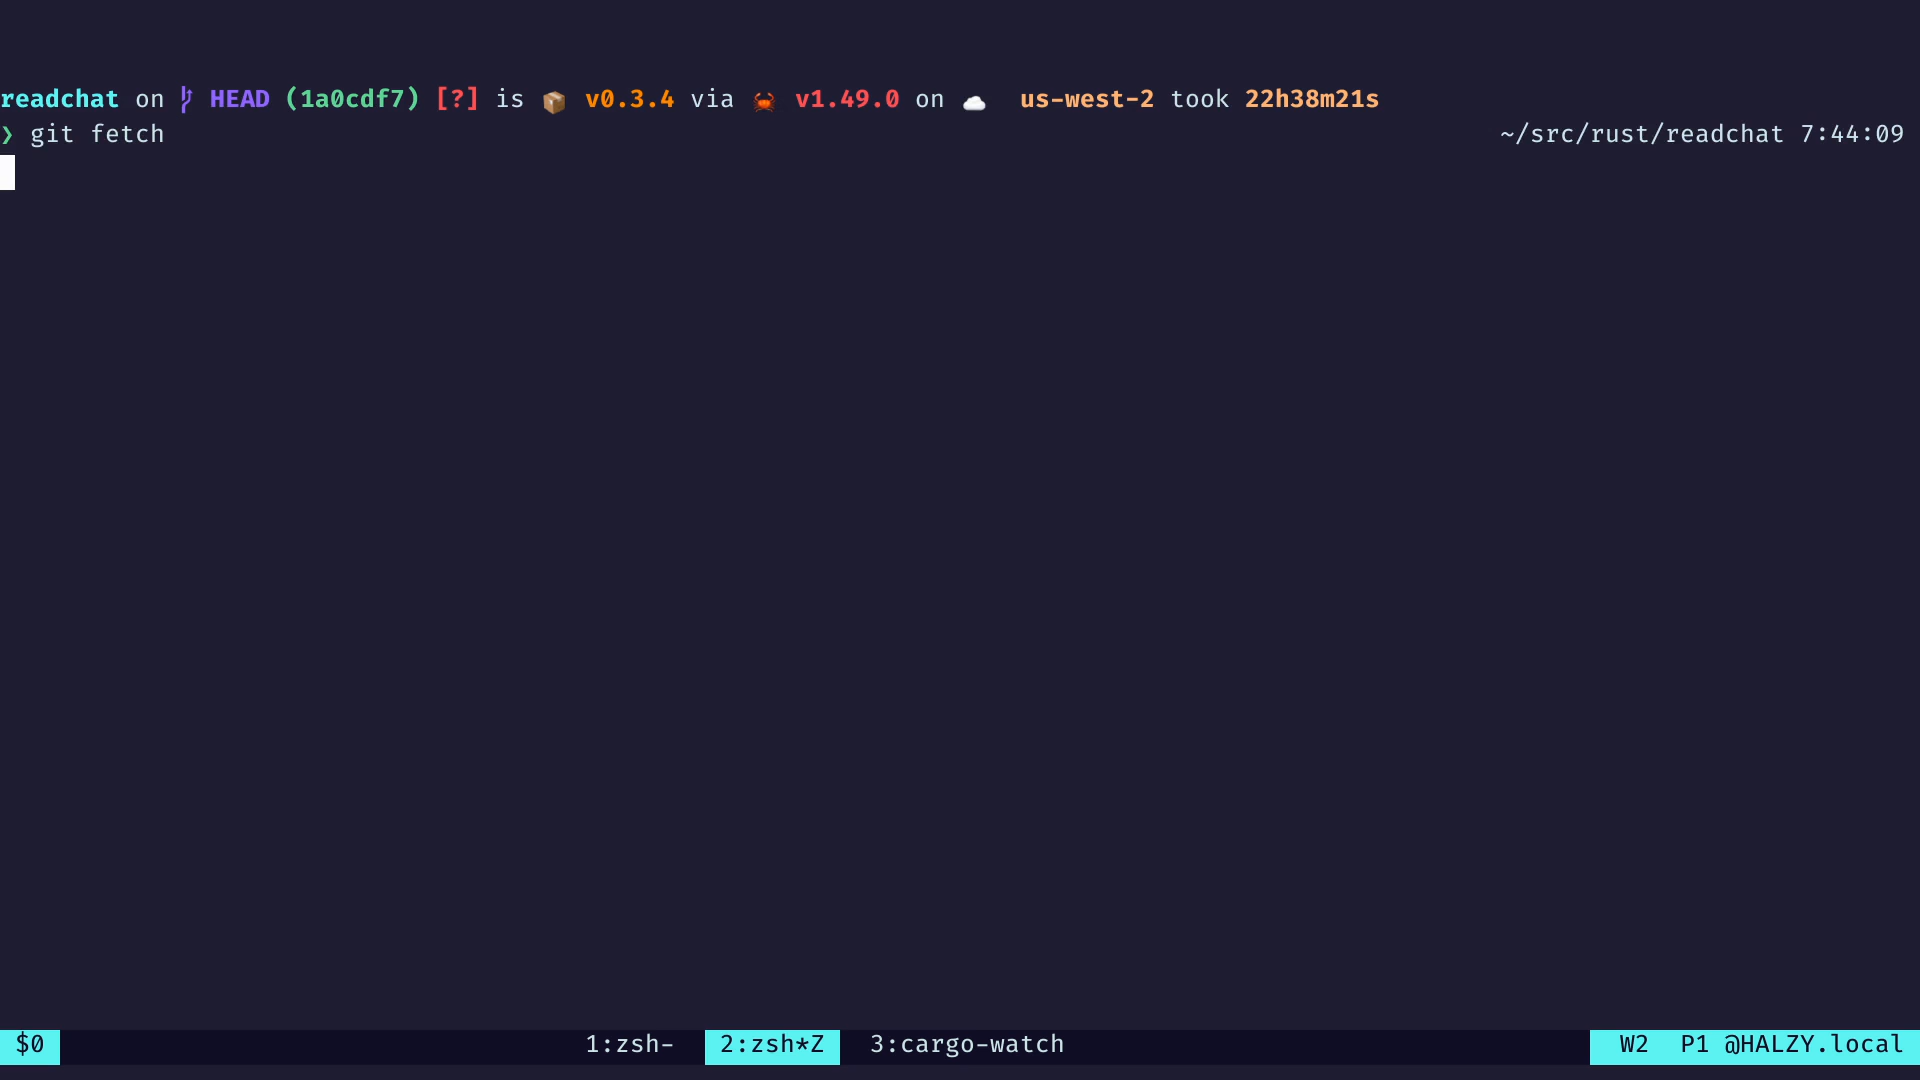 readchat on HEAD (1a0cdf7) [?] is 📦 v0.3.4 via 🦀 v1.49.0 on ☁️ us-west-2 took 22h38m21s
❯ git fetch ~/src/rust/readchat 7:44:09
$0 1:zsh- 2:zsh*Z 3:cargo-watch W2 P1 @HALZY.local